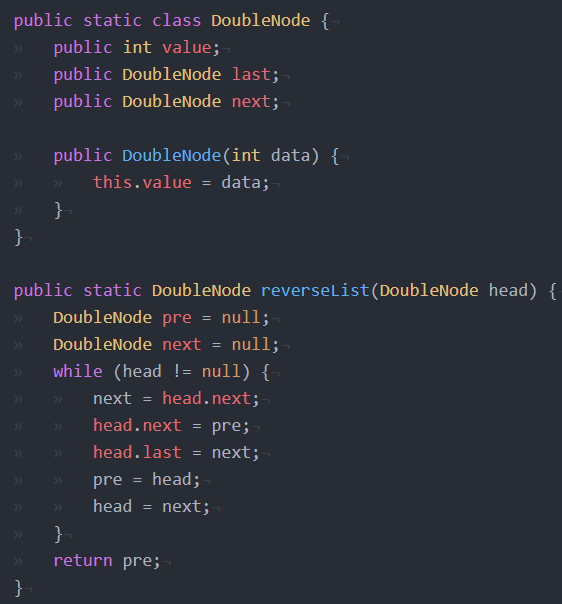 public static class DoubleNode {
public int value;
public DoubleNode last;
public DoubleNode next;
public DoubleNode(int data) {
this.value = data;
}
}
public static DoubleNode reverseList(DoubleNode head) {
DoubleNode pre = null;
DoubleNode next = null;
while (head != null) {
next = head.next;
head.next = pre;
head.last = next;
pre = head;
head = next;
}
return pre;
}